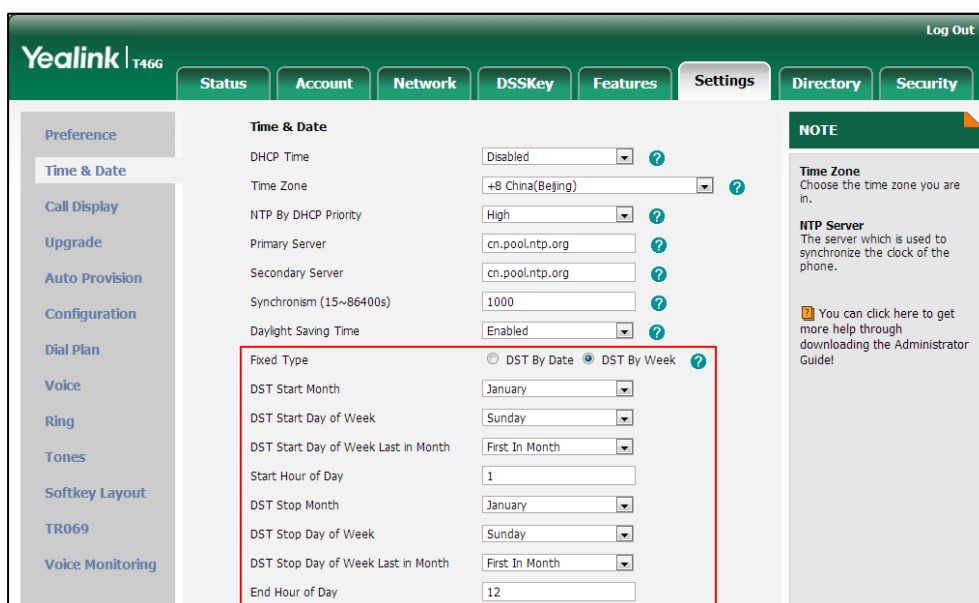 Log Out
Yealink T46G
Status Account Network DSSKey Features Settings Directory Security
Preference
Time & Date
Call Display
Upgrade
Auto Provision
Configuration
Dial Plan
Voice
Ring
Tones
Softkey Layout
TR069
Voice Monitoring
Time & Date
DHCP Time Disabled ?
Time Zone +8 China(Beijing) ?
NTP By DHCP Priority High ?
Primary Server cn.pool.ntp.org ?
Secondary Server cn.pool.ntp.org ?
Synchronism (15~86400s) 1000 ?
Daylight Saving Time Enabled ?
Fixed Type DST By Date DST By Week ?
DST Start Month January
DST Start Day of Week Sunday
DST Start Day of Week Last in Month First In Month
Start Hour of Day 1
DST Stop Month January
DST Stop Day of Week Sunday
DST Stop Day of Week Last in Month First In Month
End Hour of Day 12
NOTE
Time Zone
Choose the time zone you are
in.
NTP Server
The server which is used to
synchronize the clock of the
phone.
? You can click here to get
more help through
downloading the Administrator
Guide!